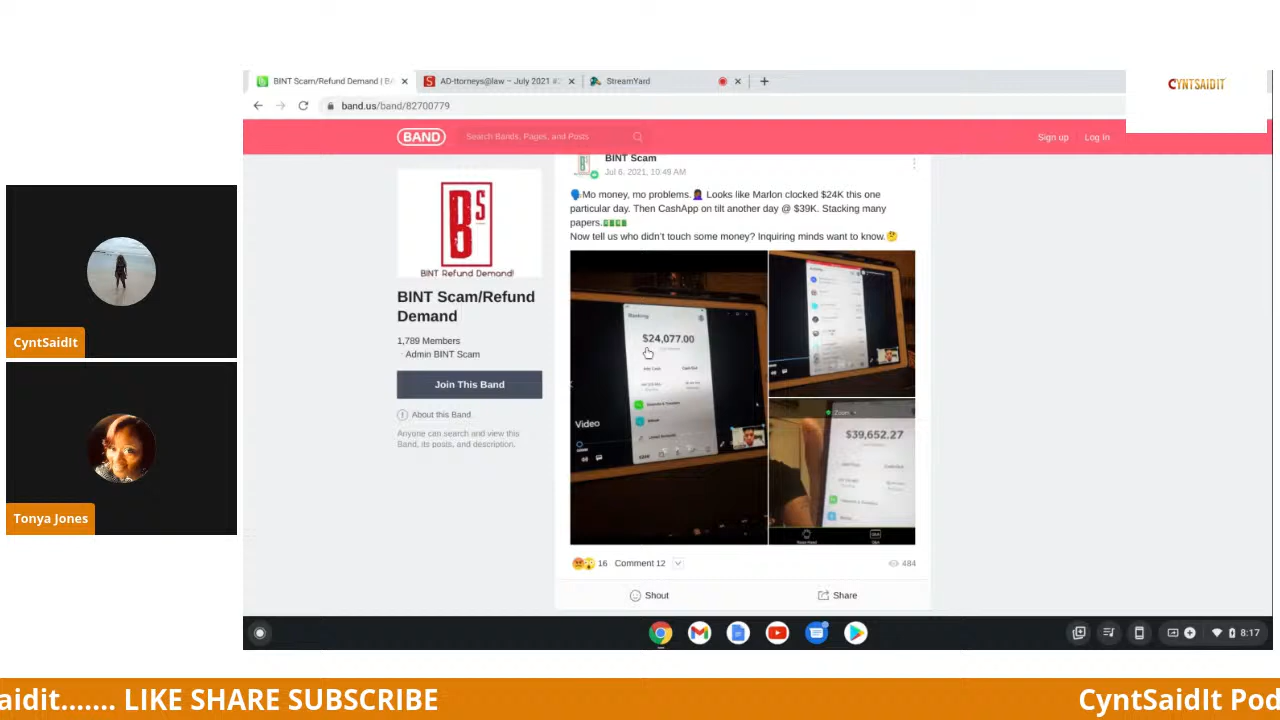 BINT Scam/Refund Demand | BA
AD-ttorneys@law – July 2021 #2
StreamYard
CYNTSAIDIT
band.us/band/82700779
BAND
Search Bands, Pages, and Posts
Sign up
Log In
BS
BINT Refund Demand!
BINT Scam/Refund
Demand
1,789 Members
Admin BINT Scam
Join This Band
About this Band
Anyone can search and view this
Band, its posts, and description.
BINT Scam
Jul 6, 2021, 10:49 AM
🗣Mo money, mo problems.🤷🏾‍♀️ Looks like Marlon clocked $24K this one
particular day. Then CashApp on tilt another day @ $39K. Stacking many
papers.💵💵
Now tell us who didn't touch some money? Inquiring minds want to know.🤔
Banking
$24,077.00
Video
Zoom
$39,652.27
16
Comment 12
484
Shout
Share
8:17
CyntSaidIt
Tonya Jones
aidit....... LIKE SHARE SUBSCRIBE
CyntSaidIt Pod